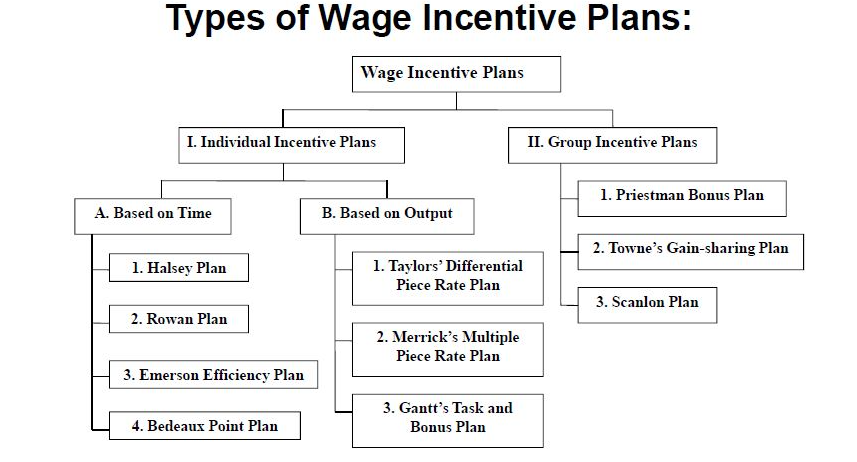 Types of Wage Incentive Plans:
Wage Incentive Plans
I. Individual Incentive Plans
II. Group Incentive Plans
A. Based on Time
1. Halsey Plan
2. Rowan Plan
3. Emerson Efficiency Plan
4. Bedeaux Point Plan
B. Based on Output
1. Taylors’ Differential
Piece Rate Plan
2. Merrick’s Multiple
Piece Rate Plan
3. Gantt’s Task and
Bonus Plan
1. Priestman Bonus Plan
2. Towne’s Gain-sharing Plan
3. Scanlon Plan